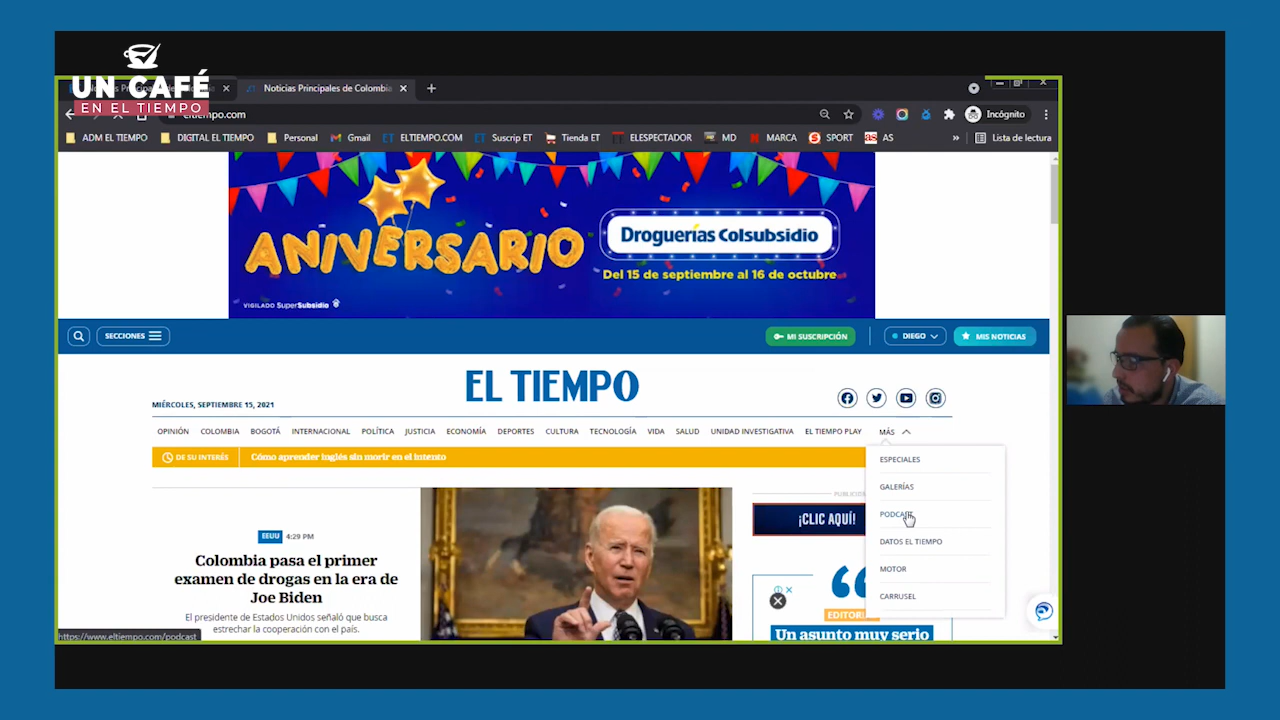 UN CAFÉ
EN EL TIEMPO
Noticias Principales de Colombia
eltiempo.com
Incógnito
ADM EL TIEMPO
DIGITAL EL TIEMPO
Personal
Gmail
ET ELTIEMPO.COM
ET Suscrip ET
Tienda ET
ELESPECTADOR
MD
MARCA
SPORT
as AS
»
Lista de lectura
ANIVERSARIO
Droguerías Colsubsidio
Del 15 de septiembre al 16 de octubre
VIGILADO SuperSubsidio
SECCIONES
MI SUSCRIPCIÓN
DIEGO
MIS NOTICIAS
EL TIEMPO
MIÉRCOLES, SEPTIEMBRE 15, 2021
OPINIÓN COLOMBIA BOGOTÁ INTERNACIONAL POLÍTICA JUSTICIA ECONOMÍA DEPORTES CULTURA TECNOLOGÍA VIDA SALUD UNIDAD INVESTIGATIVA EL TIEMPO PLAY MÁS
DE SU INTERÉS
Cómo aprender inglés sin morir en el intento
ESPECIALES
GALERÍAS
PODCAST
DATOS EL TIEMPO
MOTOR
CARRUSEL
EEUU 4:29 PM
Colombia pasa el primer
examen de drogas en la era de
Joe Biden
El presidente de Estados Unidos señaló que busca
estrechar la cooperación con el país.
¡CLIC AQUÍ!
EDITORIA
Un asunto muy serio
https://www.eltiempo.com/podcast